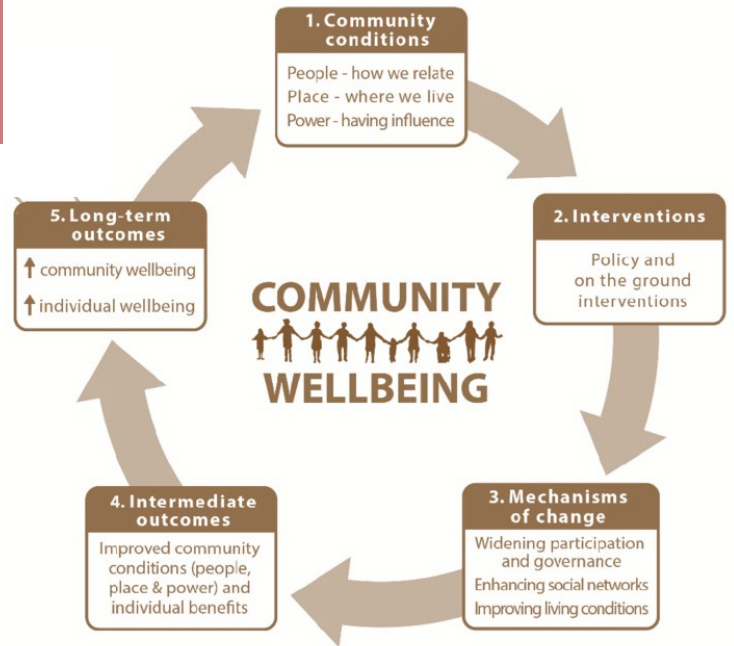 1. Community
conditions
People - how we relate
Place - where we live
Power - having influence
2. Interventions
Policy and
on the ground
interventions
3. Mechanisms
of change
Widening participation
and governance
Enhancing social networks
Improving living conditions
4. Intermediate
outcomes
Improved community
conditions (people,
place & power) and
individual benefits
5. Long-term
outcomes
↑ community wellbeing
↑ individual wellbeing
COMMUNITY
WELLBEING